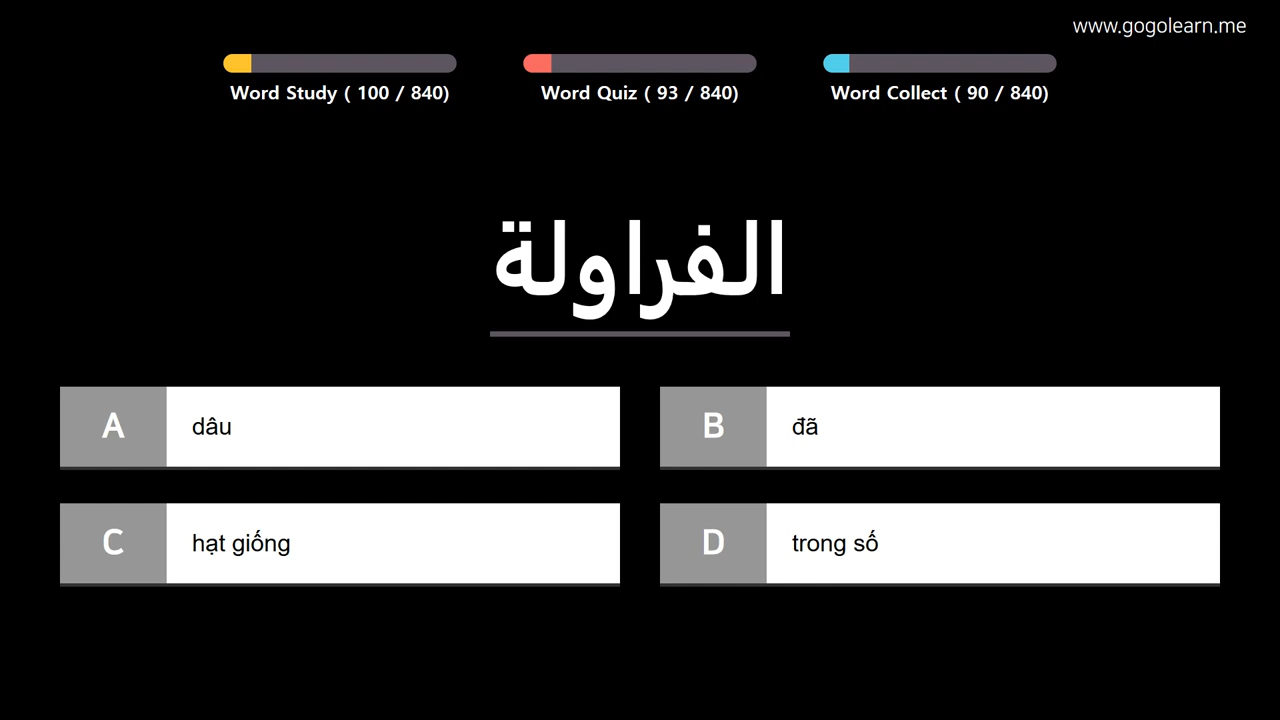 www.gogolearn.me
Word Study ( 100 / 840)
Word Quiz ( 93 / 840)
Word Collect ( 90 / 840)
الفراولة
A dâu
B đã
C hạt giống
D trong số